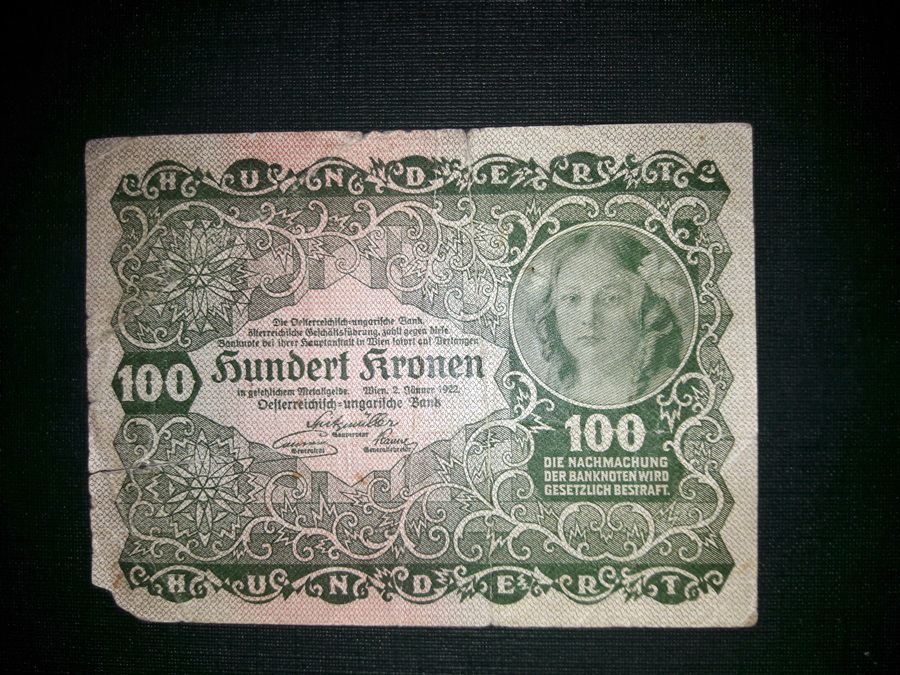 HUNDERT
Die Oesterreichisch-ungarische Bank,
österreichische Geschäftsführung, zahlt gegen diese
Banknote bei ihrer Hauptanstalt in Wien sofort auf Verlangen
100
Hundert Kronen
in gesetzlichem Metallgelde. Wien, 2. Jänner 1922.
Oesterreichisch-ungarische Bank
Spitzmüller
Gouverneur
Generalrat
Generalsekretär
100
DIE NACHMACHUNG
DER BANKNOTEN WIRD
GESETZLICH BESTRAFT.
HUNDERT